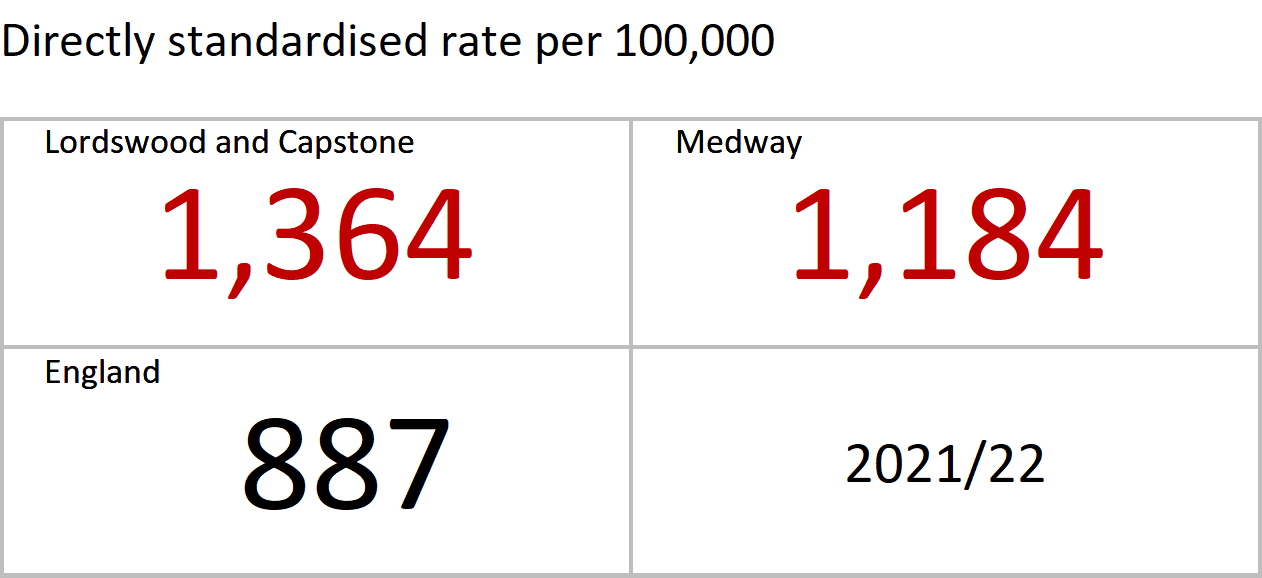 Directly standardised rate per 100,000
Lordswood and Capstone
1,364
Medway
1,184
England
887
2021/22